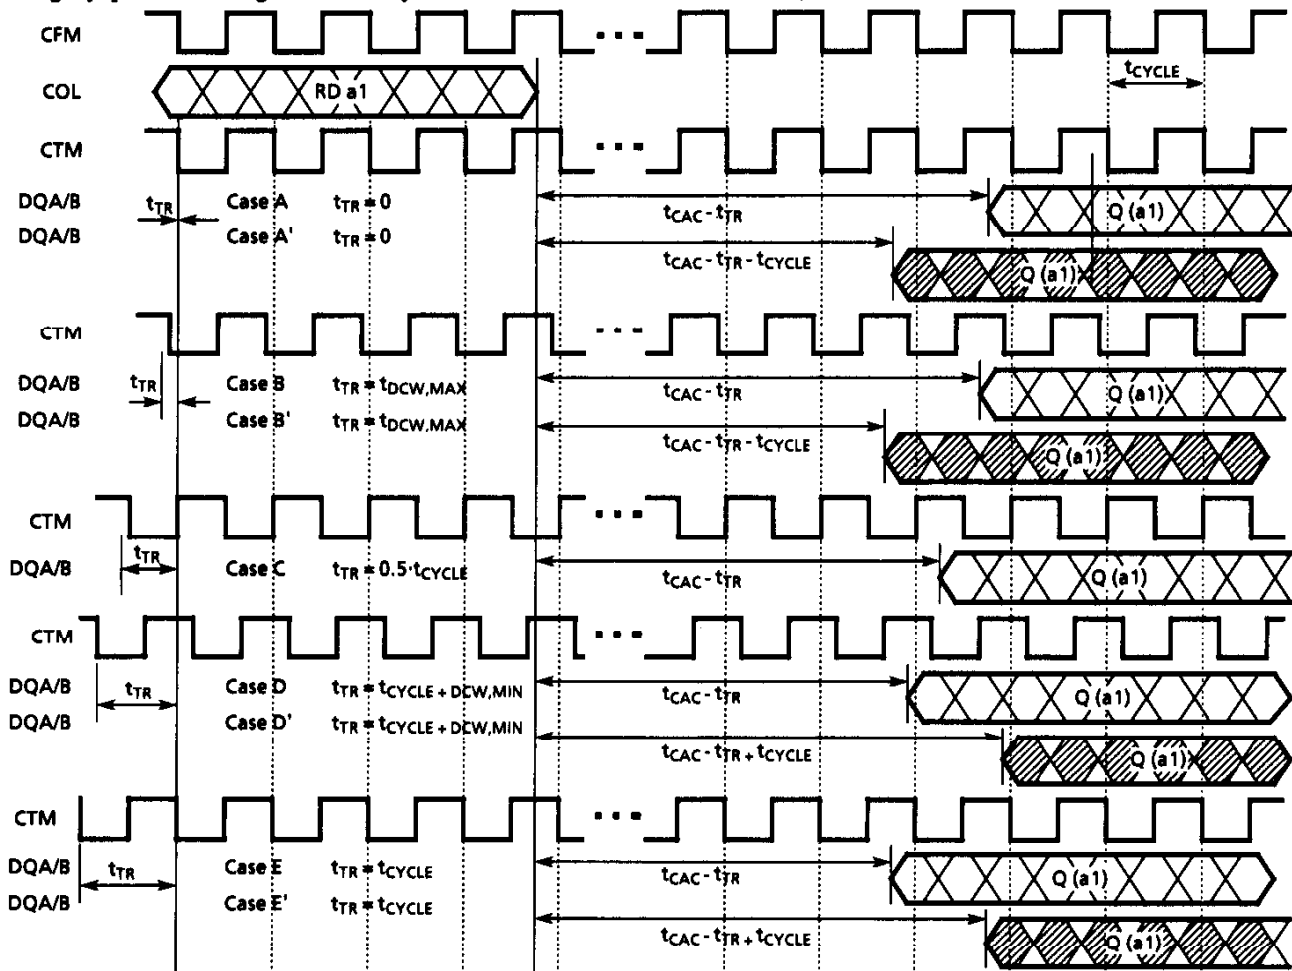 CFM
COL RD a1 tCYCLE
CTM
DQA/B tTR Case A tTR = 0 tCAC - tTR Q (a1)
DQA/B Case A' tTR = 0 tCAC - tTR - tCYCLE Q (a1)
CTM
DQA/B tTR Case B tTR = tDCW,MAX tCAC - tTR Q (a1)
DQA/B Case B' tTR = tDCW,MAX tCAC - tTR - tCYCLE Q (a1)
CTM
DQA/B tTR Case C tTR = 0.5·tCYCLE tCAC - tTR Q (a1)
CTM
DQA/B tTR Case D tTR = tCYCLE + DCW,MIN tCAC - tTR Q (a1)
DQA/B Case D' tTR = tCYCLE + DCW,MIN tCAC - tTR + tCYCLE Q (a1)
CTM
DQA/B tTR Case E tTR = tCYCLE tCAC - tTR Q (a1)
DQA/B Case E' tTR = tCYCLE tCAC - tTR + tCYCLE Q (a1)